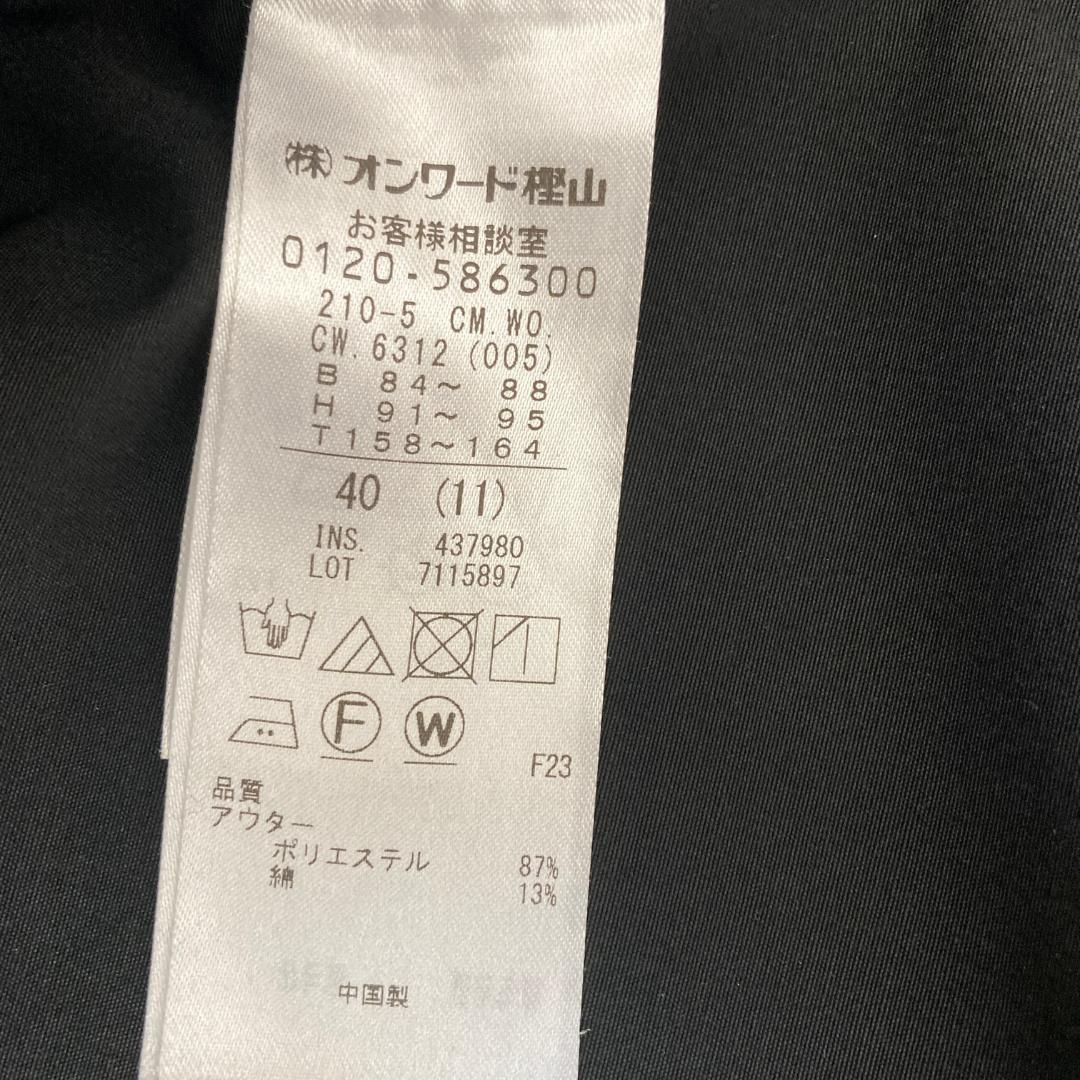 (株)オンワード樫山
お客様相談室
0120-586300
210-5 CM.WO.
CW.6312 (005)
B 84～ 88
H 91～ 95
T158～164
40 (11)
INS. 437980
LOT 7115897
F W
F23
品質
アウター
ポリエステル 87%
綿 13%
中国製